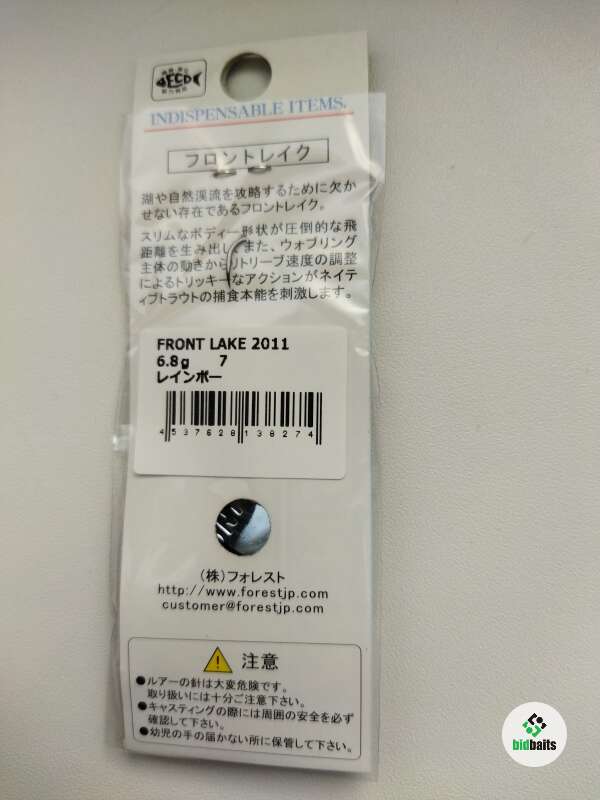 FCD
INDISPENSABLE ITEMS.
フロントレイク
湖や自然渓流を攻略するために欠か
せない存在であるフロントレイク。
スリムなボディー形状が圧倒的な飛
距離を生み出し、また、ウォブリング
主体の動きからリトリーブ速度の調整
によるトリッキーなアクションがネイテ
ィブトラウトの捕食本能を刺激します。
FRONT LAKE 2011
6.8g 7
レインボー
4 537628 138274
(株)フォレスト
http://www.forestjp.com
customer@forestjp.com
注意
●ルアーの針は大変危険です。
取り扱いには十分ご注意下さい。
●キャスティングの際には周囲の安全を必ず
確認して下さい。
●幼児の手の届かない所に保管して下さい。
bidbaits